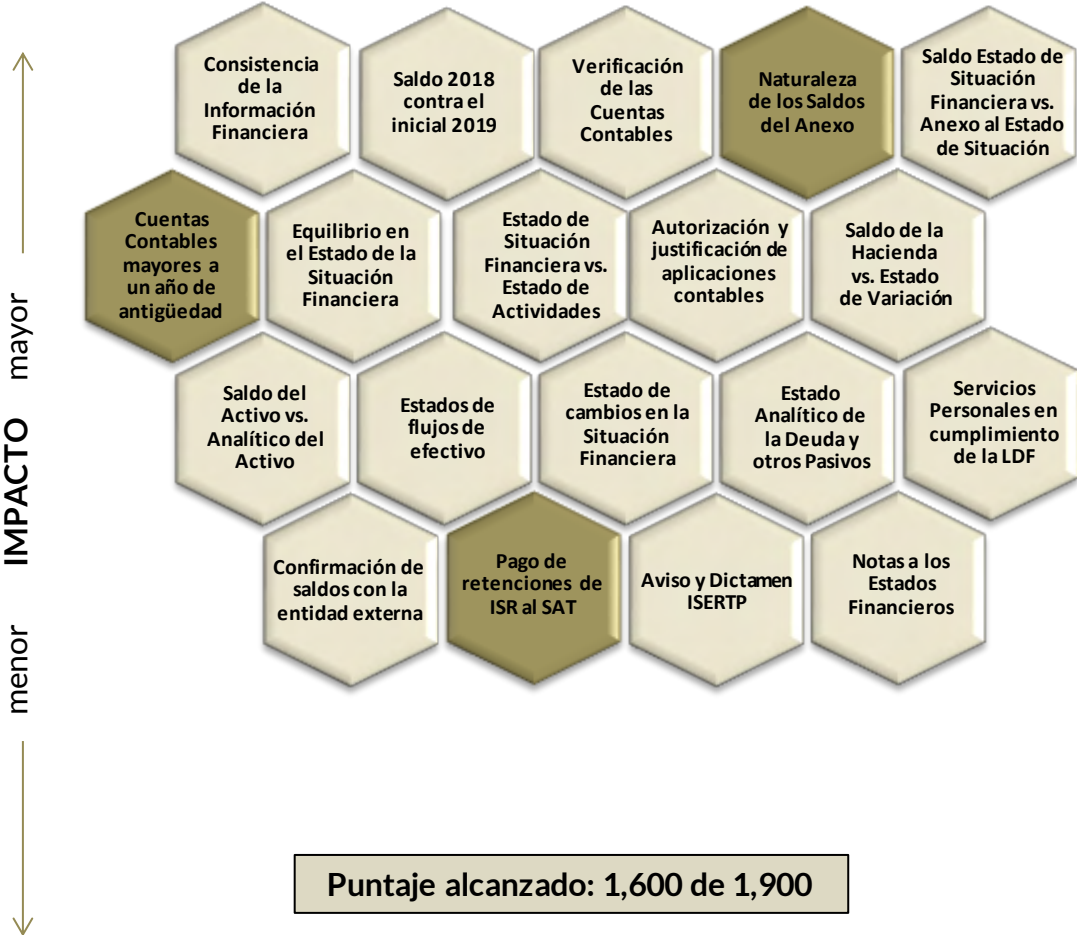 Consistencia
de la
Información
Financiera
Saldo 2018
contra el
inicial 2019
Verificación
de las
Cuentas
Contables
Naturaleza
de los Saldos
del Anexo
Saldo Estado de
Situación
Financiera vs.
Anexo al Estado
de Situación
Cuentas
Contables
mayores a
un año de
antigüedad
Equilibrio en
el Estado de la
Situación
Financiera
Estado de
Situación
Financiera vs.
Estado de
Actividades
Autorización y
justificación de
aplicaciones
contables
Saldo de la
Hacienda
vs. Estado
de Variación
Saldo del
Activo vs.
Analítico del
Activo
Estados de
flujos de
efectivo
Estado de
cambios en la
Situación
Financiera
Estado
Analítico de
la Deuda y
otros Pasivos
Servicios
Personales en
cumplimiento
de la LDF
Confirmación de
saldos con la
entidad externa
Pago de
retenciones de
ISR al SAT
Aviso y Dictamen
ISERTP
Notas a los
Estados
Financieros
menor IMPACTO mayor
Puntaje alcanzado: 1,600 de 1,900